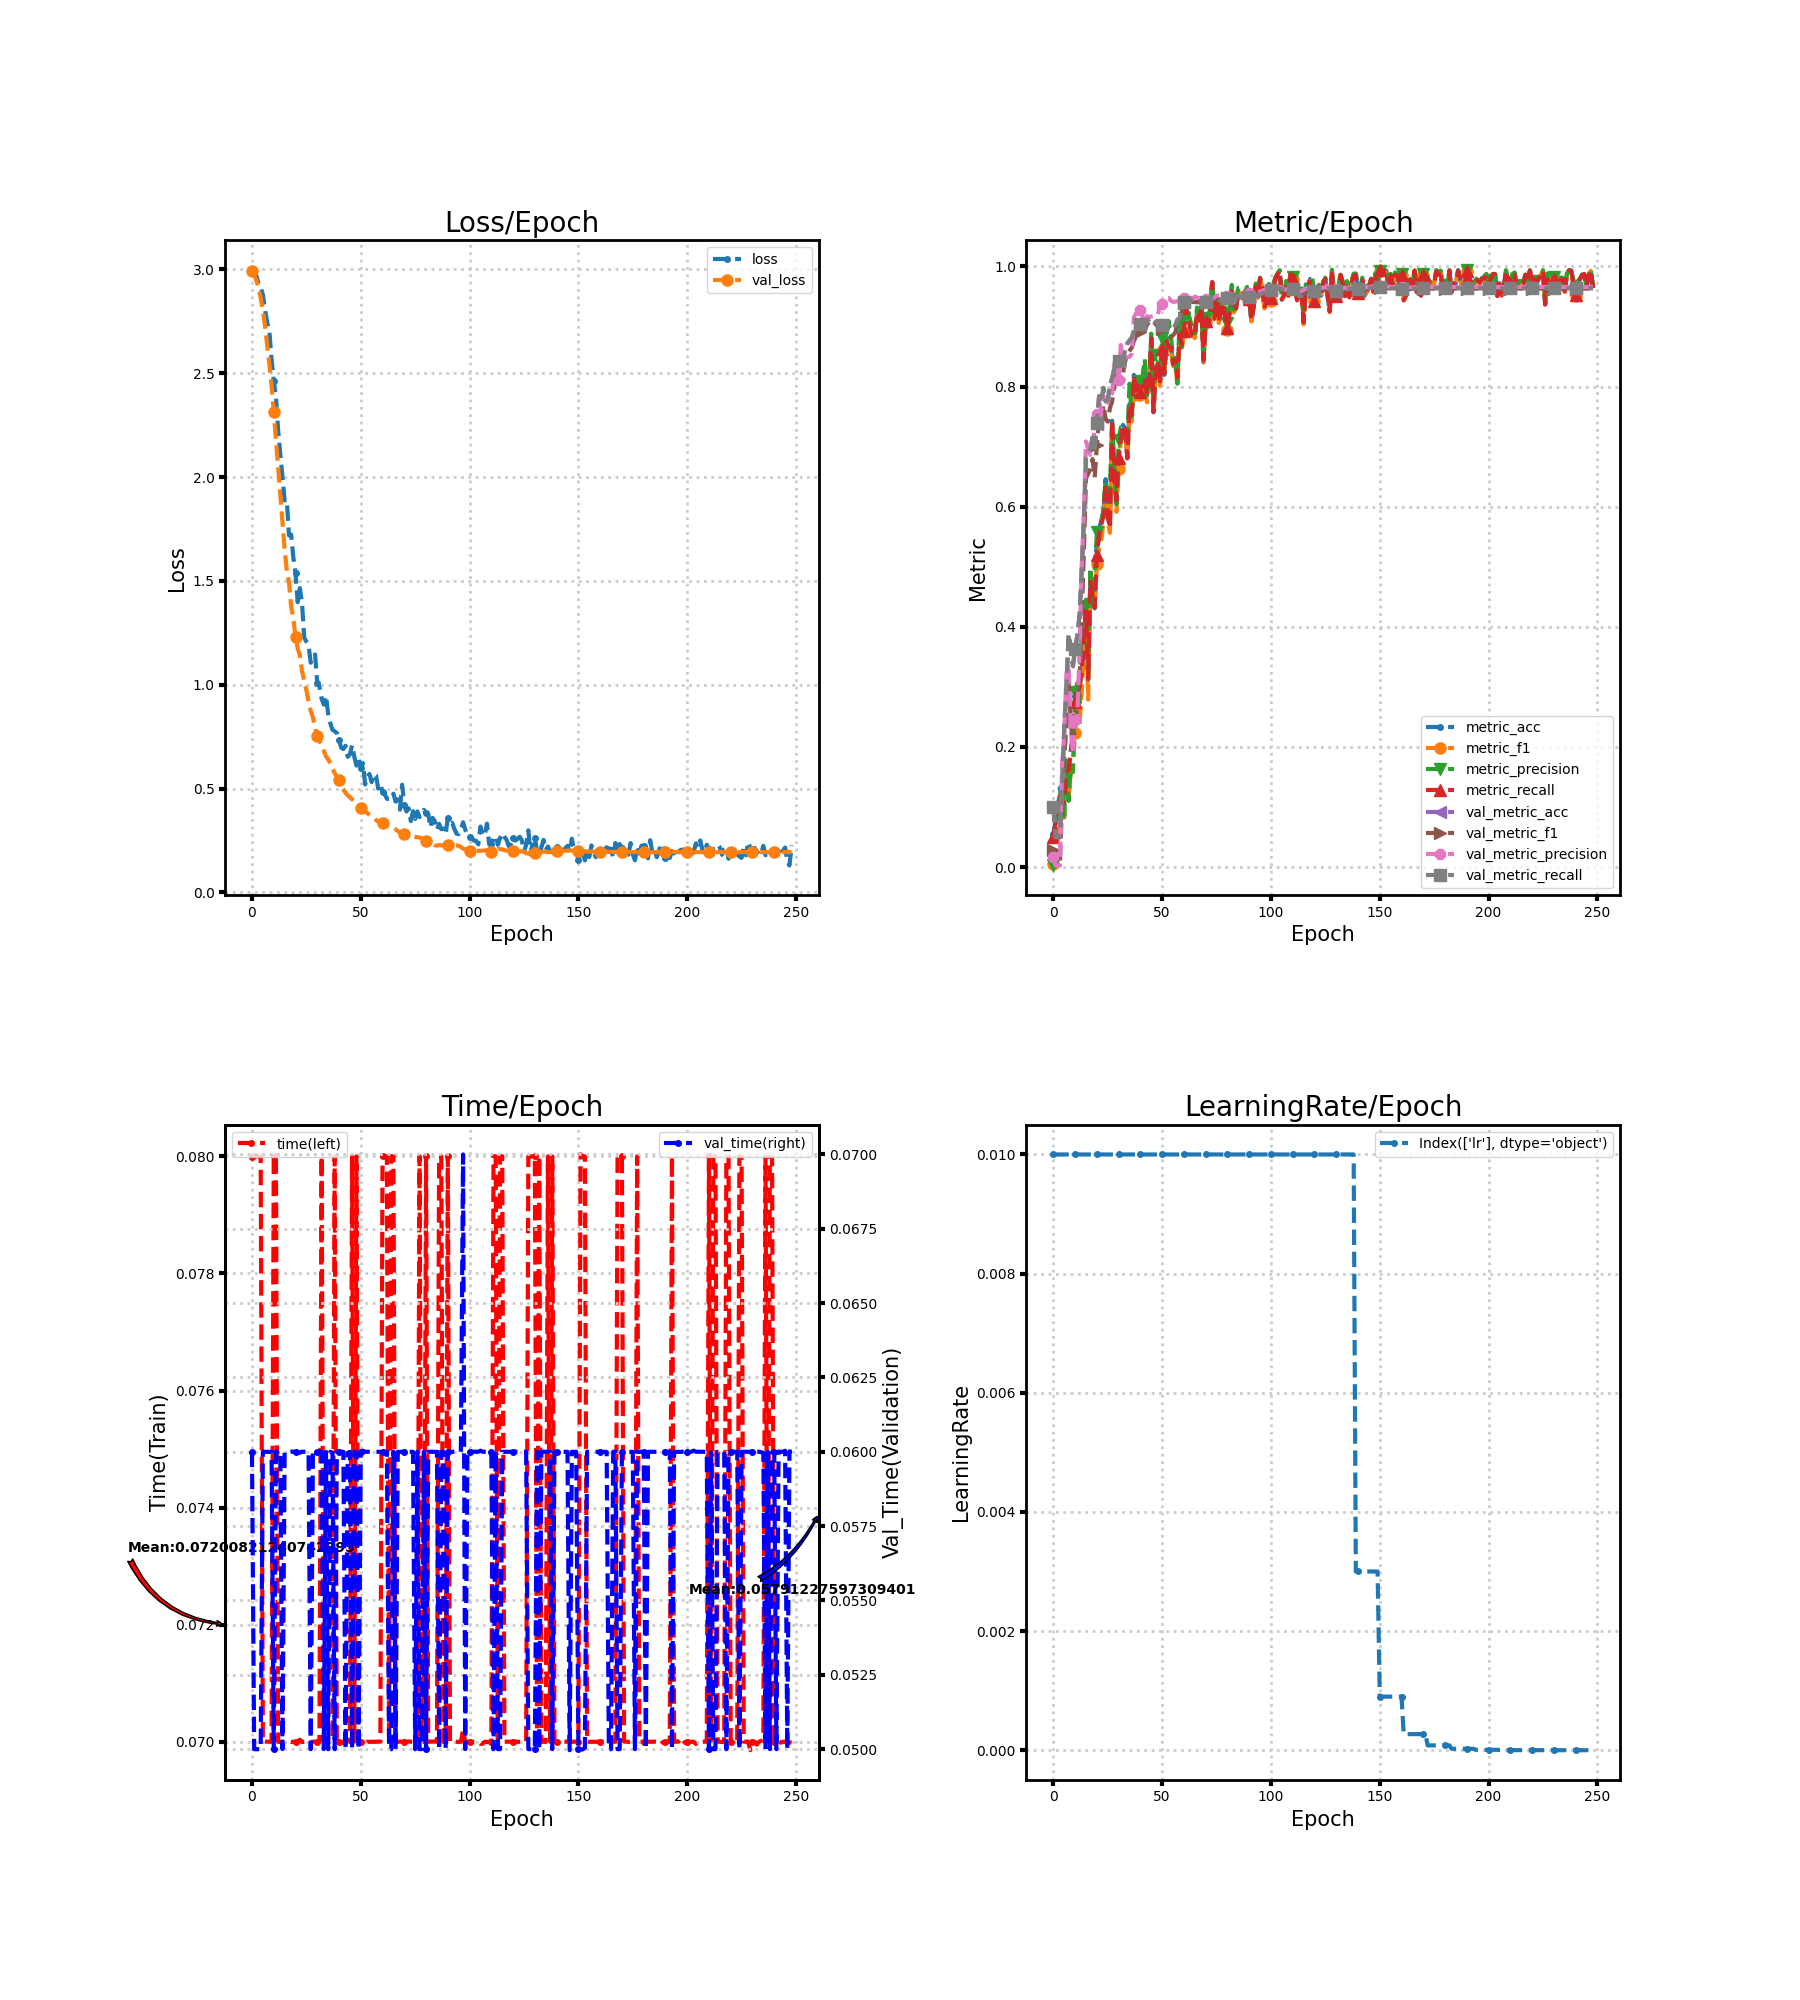 Loss/Epoch
3.0
2.5
2.0
1.5
1.0
0.5
0.0
Loss
loss
val_loss
0 50 100 150 200 250
Epoch
Metric/Epoch
1.0
0.8
0.6
0.4
0.2
0.0
Metric
metric_acc
metric_f1
metric_precision
metric_recall
val_metric_acc
val_metric_f1
val_metric_precision
val_metric_recall
0 50 100 150 200 250
Epoch
Time/Epoch
time(left)
val_time(right)
0.080
0.078
0.076
0.074
0.072
0.070
Time(Train)
0.0700
0.0675
0.0650
0.0625
0.0600
0.0575
0.0550
0.0525
0.0500
Val_Time(Validation)
Mean:0.05791227597309401
0 50 100 150 200 250
Epoch
LearningRate/Epoch
Index(['lr'], dtype='object')
0.010
0.008
0.006
0.004
0.002
0.000
LearningRate
0 50 100 150 200 250
Epoch